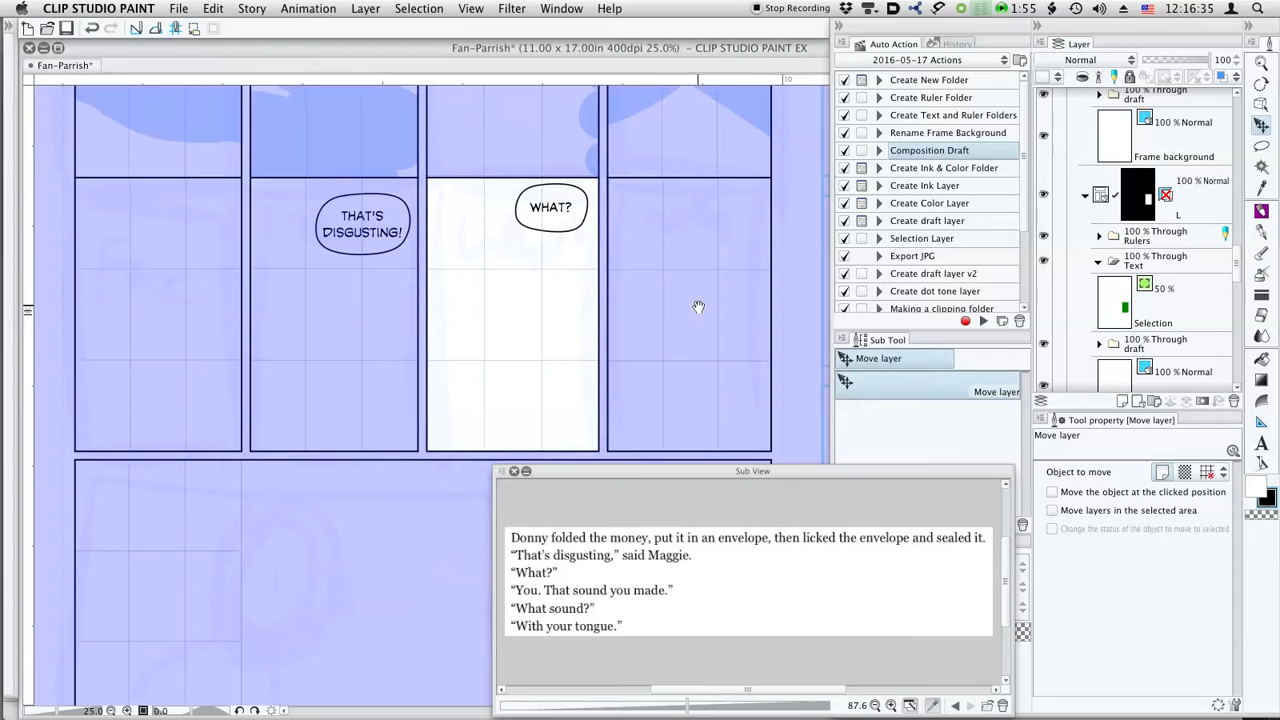 CLIP STUDIO PAINT File Edit Story Animation Layer Selection View Filter Window Help Stop Recording 1:55 12:16:35
Fan-Parrish* (11.00in x 17.00in 400dpi 25.0%) - CLIP STUDIO PAINT EX
Fan-Parrish*
10
THAT'S
DISGUSTING!
WHAT?
Auto Action History
2016-05-17 Actions
Create New Folder
Create Ruler Folder
Create Text and Ruler Folders
Rename Frame Background
Composition Draft
Create Ink & Color Folder
Create Ink Layer
Create Color Layer
Create draft layer
Selection Layer
Export JPG
Create draft layer v2
Create dot tone layer
Making a clipping folder
Sub Tool
Move layer
Move layer
Layer
Normal 100
100 % Through
draft
100 % Normal
Frame background
100 % Normal
L
100 % Through
Rulers
100 % Through
Text
50 %
Selection
100 % Through
draft
100 % Normal
Tool property [Move layer]
Move layer
Object to move
Move the object at the clicked position
Move layers in the selected area
Change the status of the object to move to selected
Sub View
Donny folded the money, put it in an envelope, then licked the envelope and sealed it.
“That’s disgusting,” said Maggie.
“What?”
“You. That sound you made.”
“What sound?”
“With your tongue.”
87.6
25.0 0.0